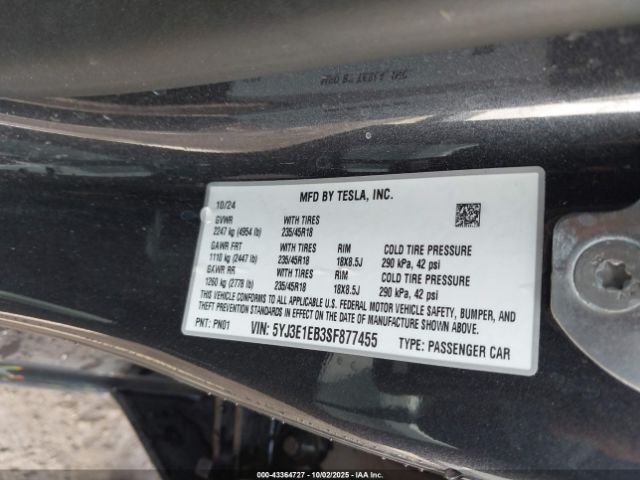 MFD BY TESLA, INC.
10/24
GVWR WITH TIRES
2247 kg (4954 lb) 235/45R18
GAWR FRT WITH TIRES RIM COLD TIRE PRESSURE
1110 kg (2447 lb) 235/45R18 18X8.5J 290 kPa, 42 psi
GAWR RR WITH TIRES RIM COLD TIRE PRESSURE
1260 kg (2778 lb) 235/45R18 18X8.5J 290 kPa, 42 psi
THIS VEHICLE CONFORMS TO ALL APPLICABLE U.S. FEDERAL MOTOR VEHICLE SAFETY, BUMPER, AND
THEFT PREVENTION STANDARDS IN EFFECT ON THE DATE OF MANUFACTURE SHOWN ABOVE.
PNT: PN01 VIN: 5YJ3E1EB3SF877455 TYPE: PASSENGER CAR
00-43364727 - 10/02/2025 - IAAI.COM